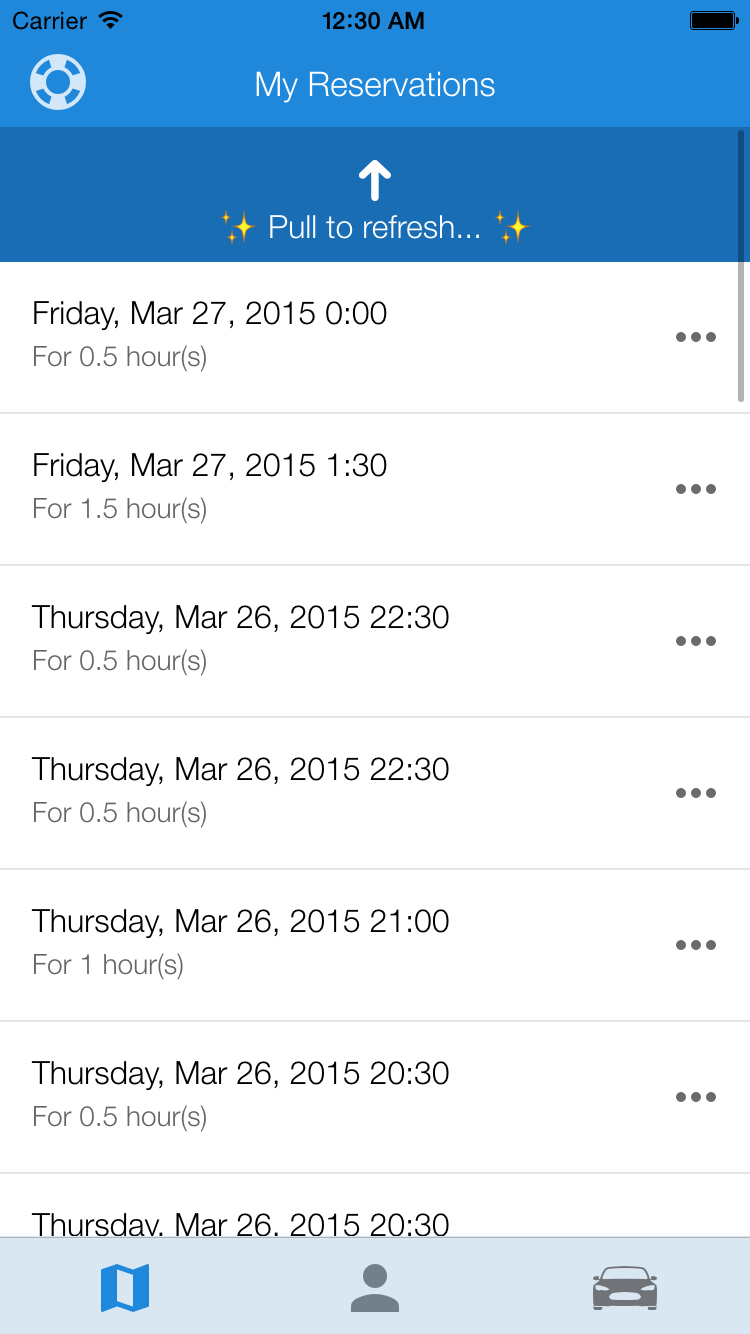 Carrier 12:30 AM
My Reservations
✨ Pull to refresh... ✨
Friday, Mar 27, 2015 0:00
For 0.5 hour(s)
Friday, Mar 27, 2015 1:30
For 1.5 hour(s)
Thursday, Mar 26, 2015 22:30
For 0.5 hour(s)
Thursday, Mar 26, 2015 22:30
For 0.5 hour(s)
Thursday, Mar 26, 2015 21:00
For 1 hour(s)
Thursday, Mar 26, 2015 20:30
For 0.5 hour(s)
Thursday, Mar 26, 2015 20:30